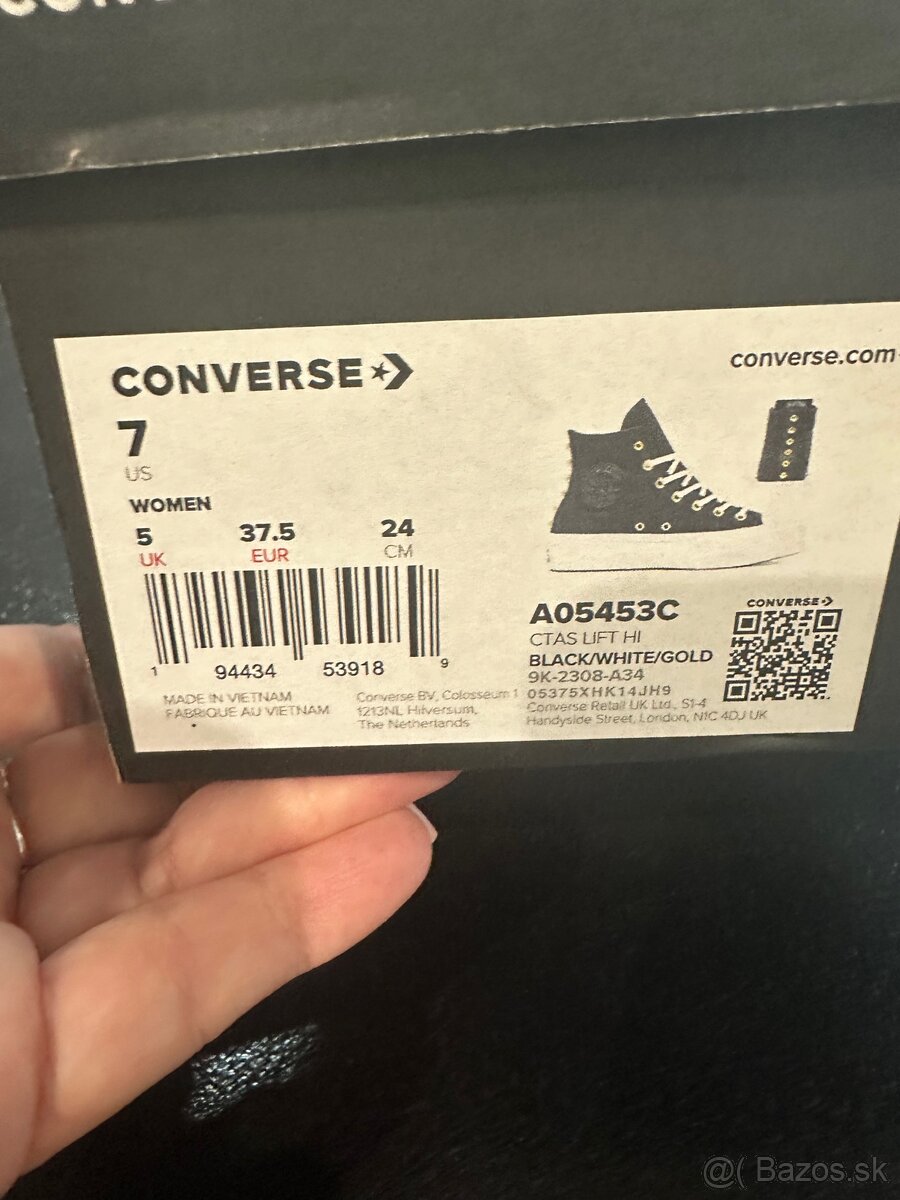 CONVERSE
converse.com
7
US
WOMEN
5 37.5 24
UK EUR CM
1 94434 53918 9
MADE IN VIETNAM
FABRIQUE AU VIETNAM
Converse BV, Colosseum 1
1213NL Hilversum,
The Netherlands
A05453C
CTAS LIFT HI
BLACK/WHITE/GOLD
9K-2308-A34
05375XHK14JH9
Converse Retail UK Ltd., S1-4
Handyside Street, London, N1C 4DJ UK
CONVERSE
@( Bazos.sk